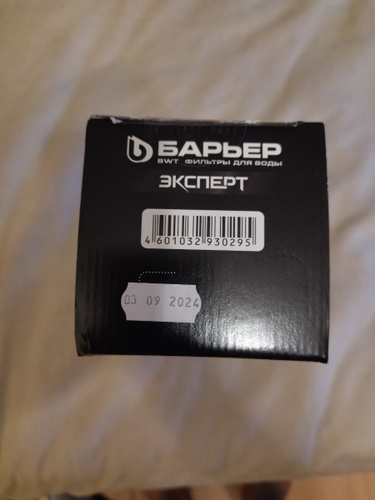 БАРЬЕР
BWT ФИЛЬТРЫ ДЛЯ ВОДЫ
ЭКСПЕРТ
4 601032 930295
03 09 2024